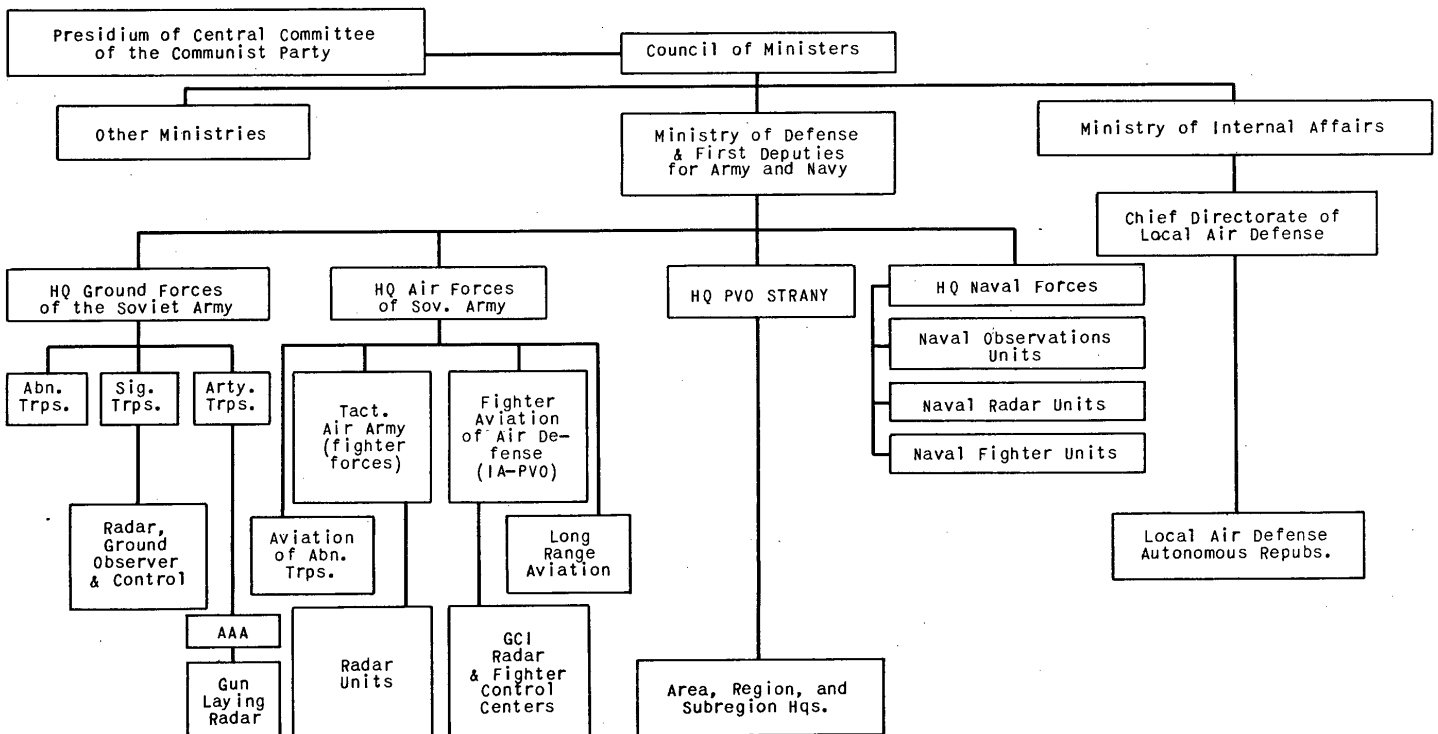 Presidium of Central Committee
of the Communist Party
Council of Ministers
Other Ministries
Ministry of Defense
& First Deputies
for Army and Navy
Ministry of Internal Affairs
Chief Directorate of
Local Air Defense
HQ Ground Forces
of the Soviet Army
HQ Air Forces
of Sov. Army
HQ PVO STRANY
HQ Naval Forces
Naval Observations
Units
Naval Radar Units
Naval Fighter Units
Abn.
Trps.
Sig.
Trps.
Arty.
Trps.
Tact.
Air Army
(fighter
forces)
Fighter
Aviation
of Air De-
fense
(IA-PVO)
Radar,
Ground
Observer
& Control
Aviation
of Abn.
Trps.
Long
Range
Aviation
Local Air Defense
Autonomous Repubs.
AAA
Gun
Laying
Radar
Radar
Units
GCI
Radar
& Fighter
Control
Centers
Area, Region, and
Subregion Hqs.